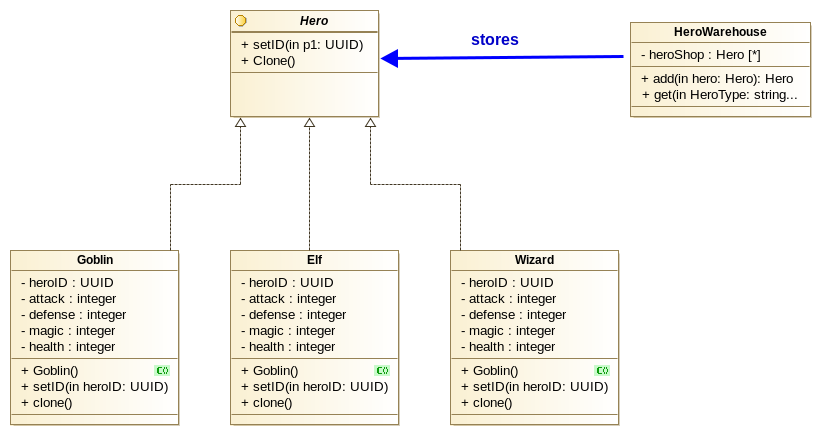 Hero
+ setID(in p1: UUID)
+ Clone()
stores
HeroWarehouse
- heroShop : Hero [*]
+ add(in hero: Hero): Hero
+ get(in HeroType: string...
Goblin
- heroID : UUID
- attack : integer
- defense : integer
- magic : integer
- health : integer
+ Goblin()
+ setID(in heroID: UUID)
+ clone()
Elf
- heroID : UUID
- attack : integer
- defense : integer
- magic : integer
- health : integer
+ Goblin()
+ setID(in heroID: UUID)
+ clone()
Wizard
- heroID : UUID
- attack : integer
- defense : integer
- magic : integer
- health : integer
+ Goblin()
+ setID(in heroID: UUID)
+ clone()